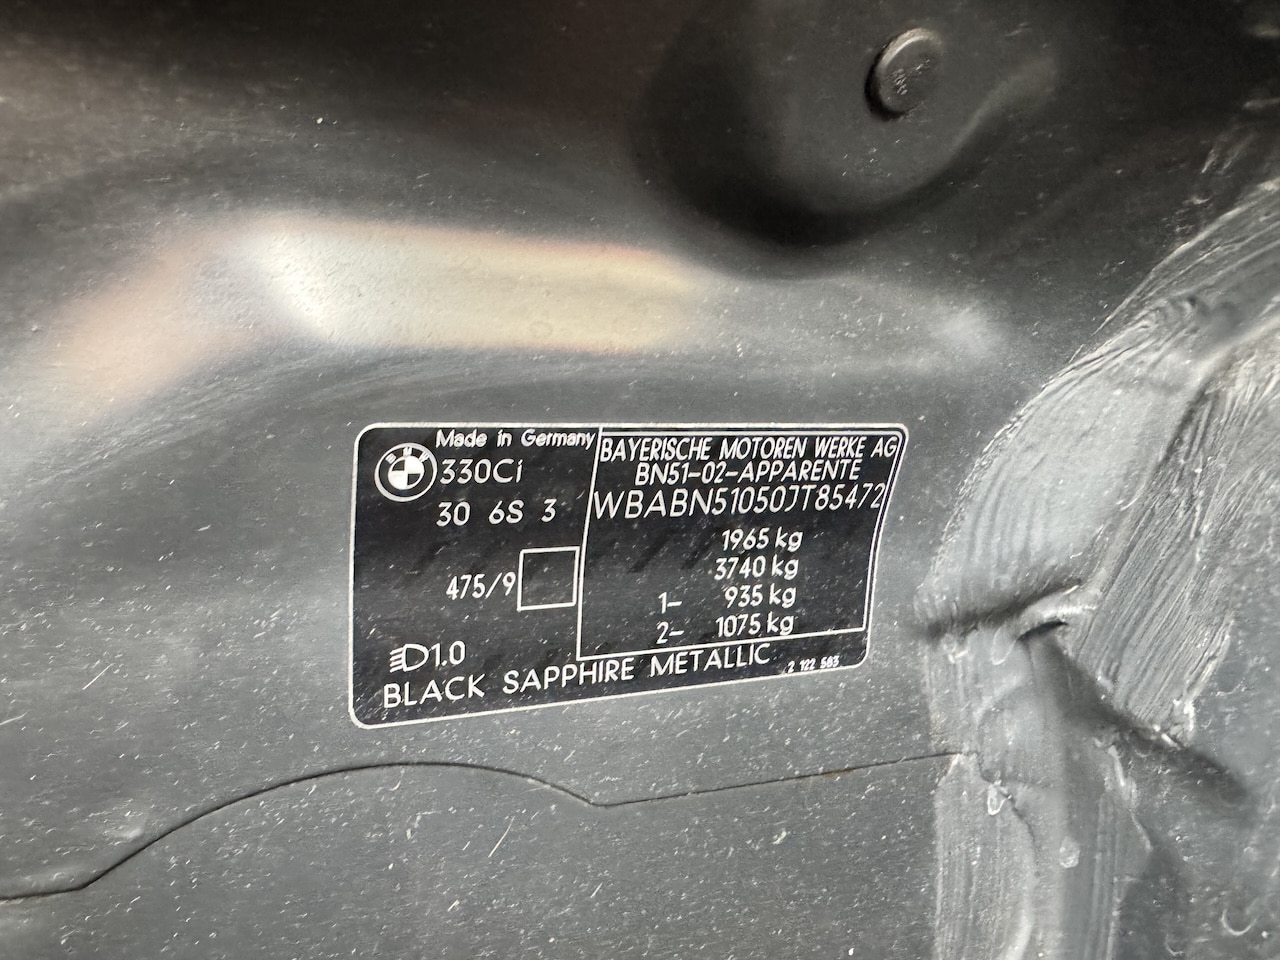 Made in Germany
BMW
330Ci
30 6S 3
475/9
1.0
BAYERISCHE MOTOREN WERKE AG
BN51-02-APPARENTE
WBABN51050JT85472
1965 kg
3740 kg
1- 935 kg
2- 1075 kg
BLACK SAPPHIRE METALLIC
2 122 563